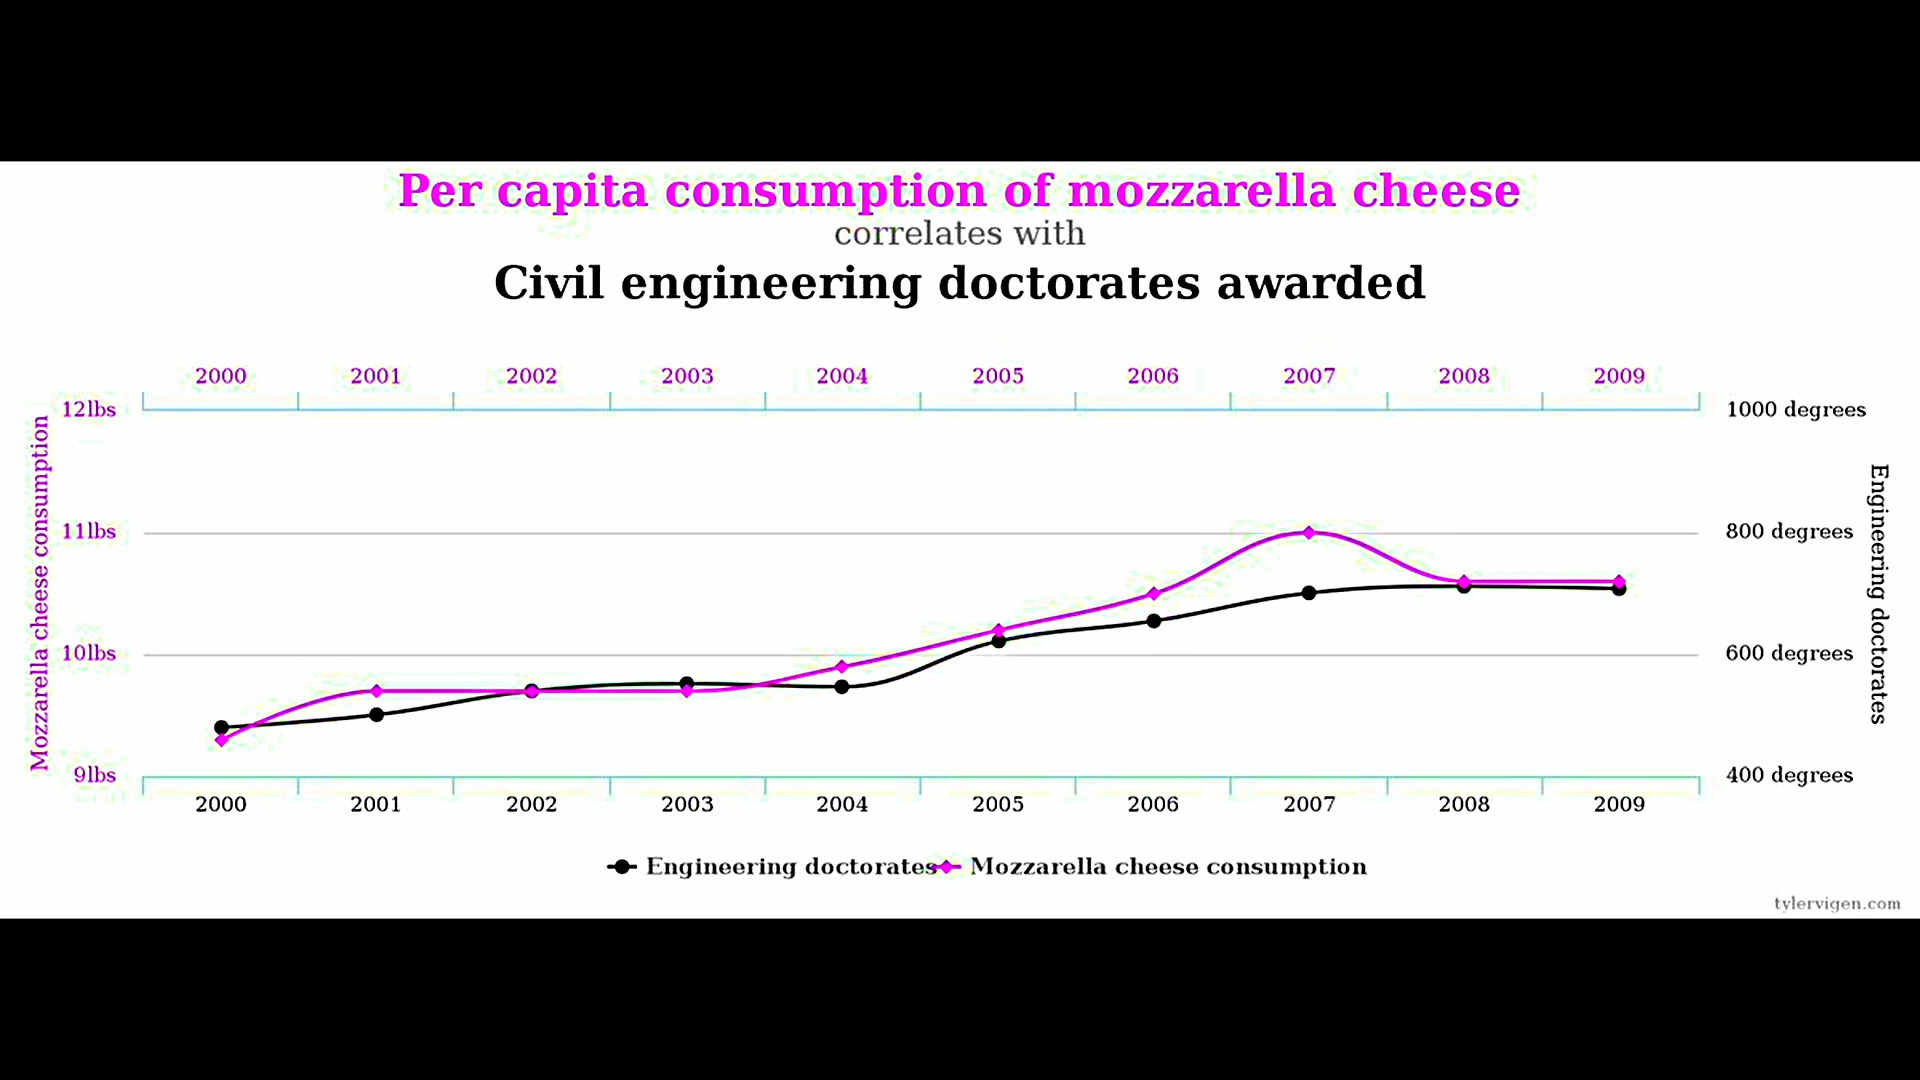 Per capita consumption of mozzarella cheese
correlates with
Civil engineering doctorates awarded
2000 2001 2002 2003 2004 2005 2006 2007 2008 2009
12lbs 1000 degrees
11lbs 800 degrees
10lbs 600 degrees
9lbs 400 degrees
Mozzarella cheese consumption
Engineering doctorates
2000 2001 2002 2003 2004 2005 2006 2007 2008 2009
Engineering doctorates Mozzarella cheese consumption
tylervigen.com